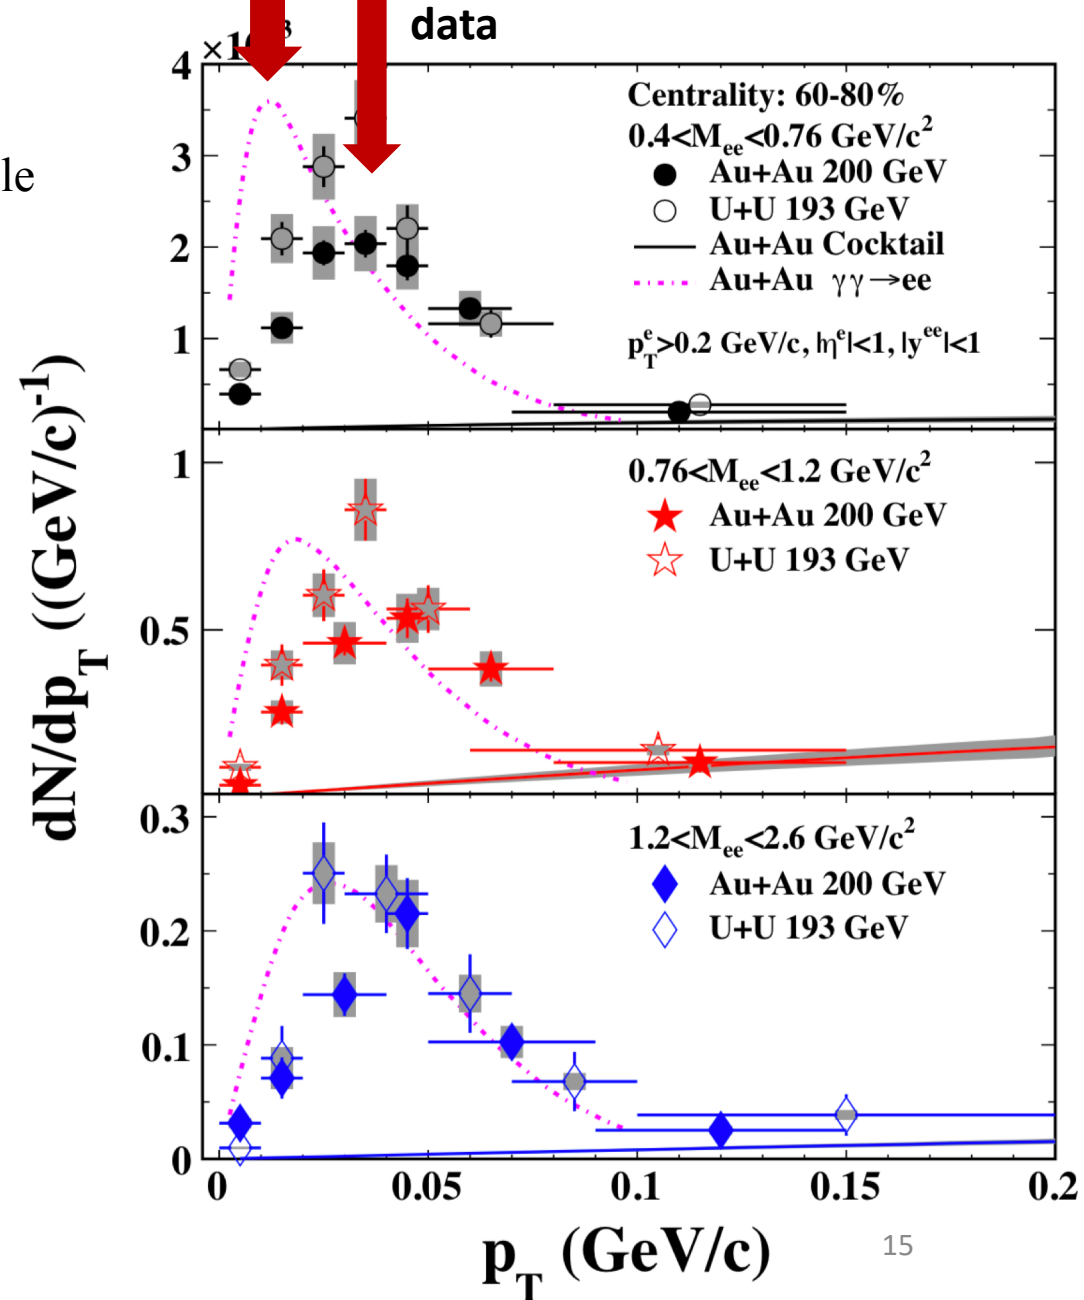 data
le
×10
4
3
2
1
Centrality: 60-80%
0.4<Mee<0.76 GeV/c²
Au+Au 200 GeV
U+U 193 GeV
Au+Au Cocktail
Au+Au γγ→ee
pᵉT>0.2 GeV/c, |ηᵉ|<1, |yᵉᵉ|<1
1
0.5
0.76<Mee<1.2 GeV/c²
Au+Au 200 GeV
U+U 193 GeV
0.3
0.2
0.1
0
1.2<Mee<2.6 GeV/c²
Au+Au 200 GeV
U+U 193 GeV
dN/dpT ((GeV/c)⁻¹)
0 0.05 0.1 0.15 0.2
pT (GeV/c)
15